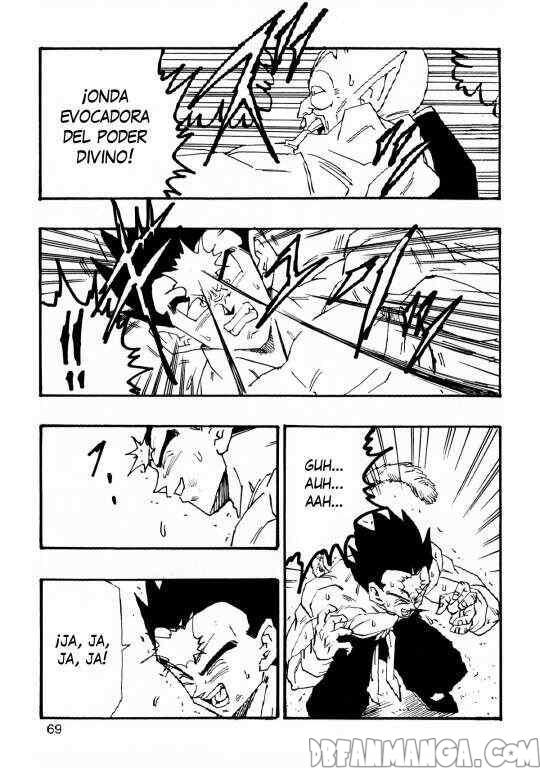 ¡ONDA
EVOCADORA
DEL PODER
DIVINO!
GUH...
AUH...
AAH...
¡JA, JA,
JA, JA!
69
DBFANMANGA.COM